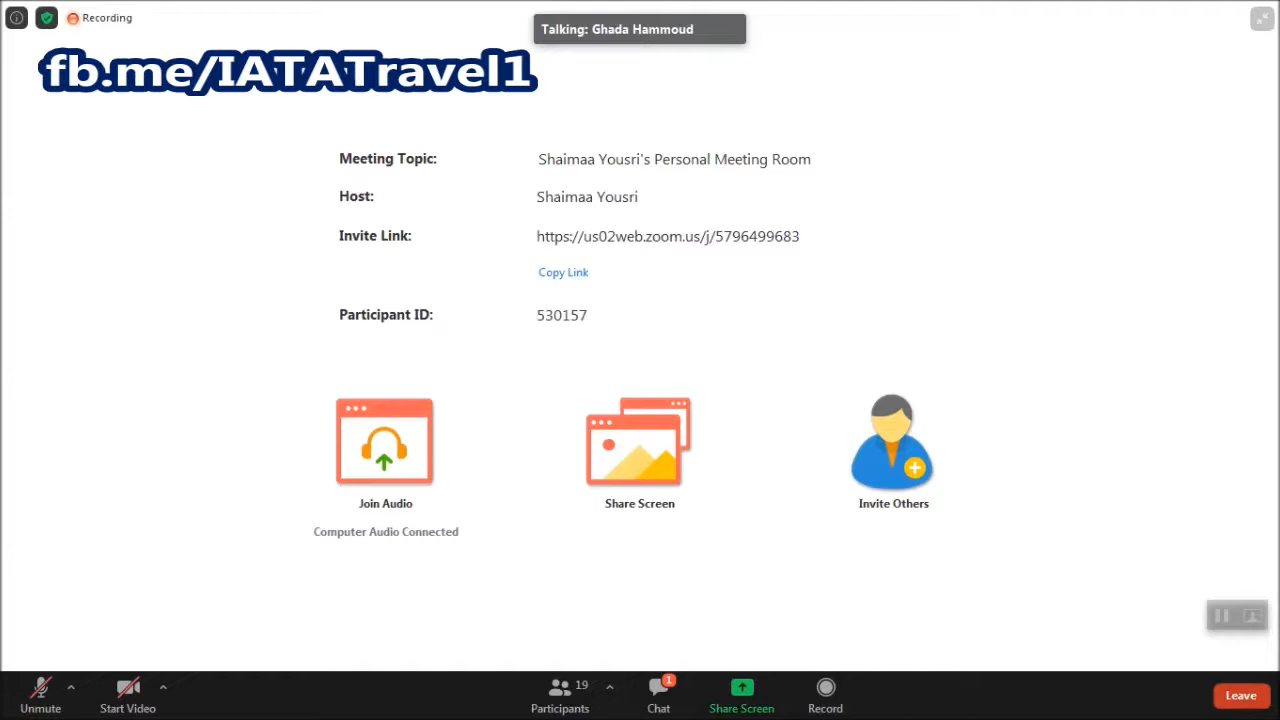 Recording
Talking: Ghada Hammoud
fb.me/IATATravel1
Meeting Topic: Shaimaa Yousri's Personal Meeting Room
Host: Shaimaa Yousri
Invite Link: https://us02web.zoom.us/j/5796499683
Copy Link
Participant ID: 530157
Join Audio
Computer Audio Connected
Share Screen
Invite Others
Unmute
Start Video
19
Participants
1
Chat
Share Screen
Record
Leave